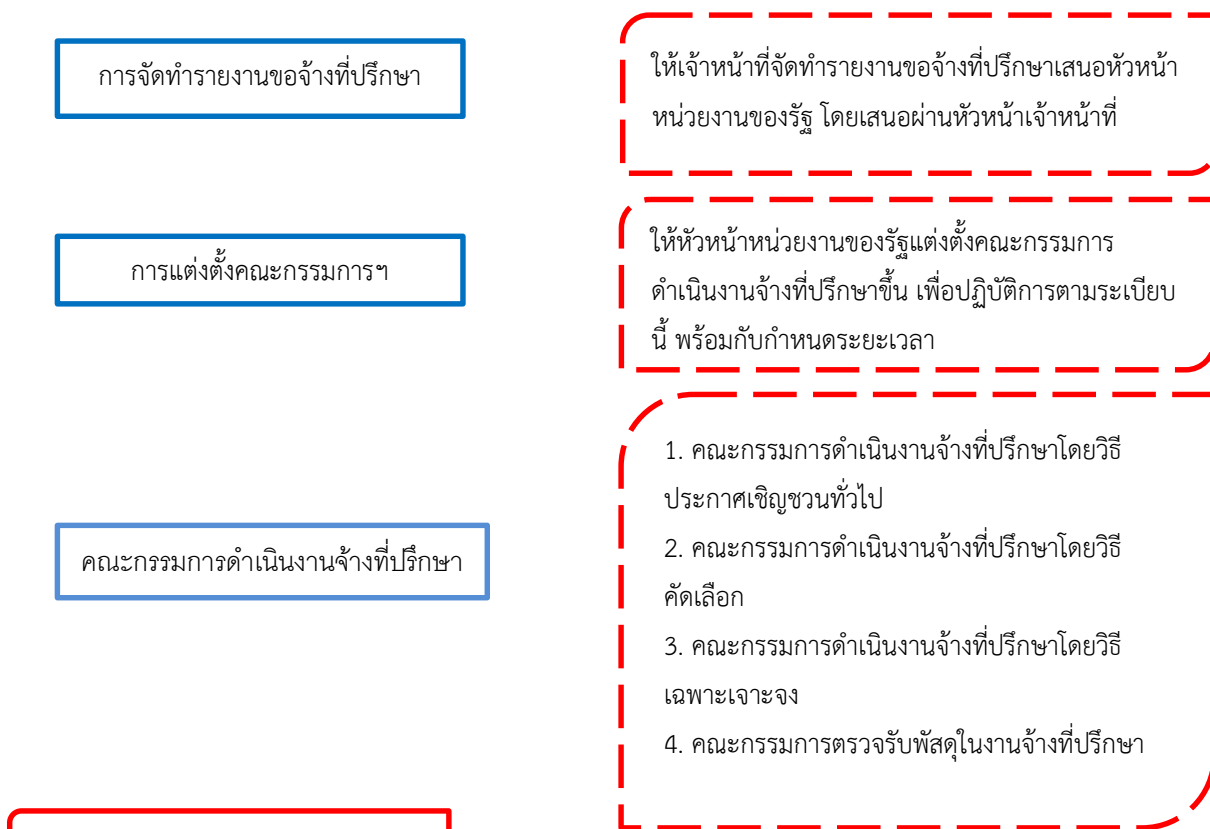 การจัดทำรายงานขอจ้างที่ปรึกษา
ให้เจ้าหน้าที่จัดทำรายงานขอจ้างที่ปรึกษาเสนอหัวหน้า
หน่วยงานของรัฐ โดยเสนอผ่านหัวหน้าเจ้าหน้าที่
การแต่งตั้งคณะกรรมการฯ
ให้หัวหน้าหน่วยงานของรัฐแต่งตั้งคณะกรรมการ
ดำเนินงานจ้างที่ปรึกษาขึ้น เพื่อปฏิบัติการตามระเบียบ
นี้ พร้อมกับกำหนดระยะเวลา
คณะกรรมการดำเนินงานจ้างที่ปรึกษา
1. คณะกรรมการดำเนินงานจ้างที่ปรึกษาโดยวิธี
ประกาศเชิญชวนทั่วไป
2. คณะกรรมการดำเนินงานจ้างที่ปรึกษาโดยวิธี
คัดเลือก
3. คณะกรรมการดำเนินงานจ้างที่ปรึกษาโดยวิธี
เฉพาะเจาะจง
4. คณะกรรมการตรวจรับพัสดุในงานจ้างที่ปรึกษา